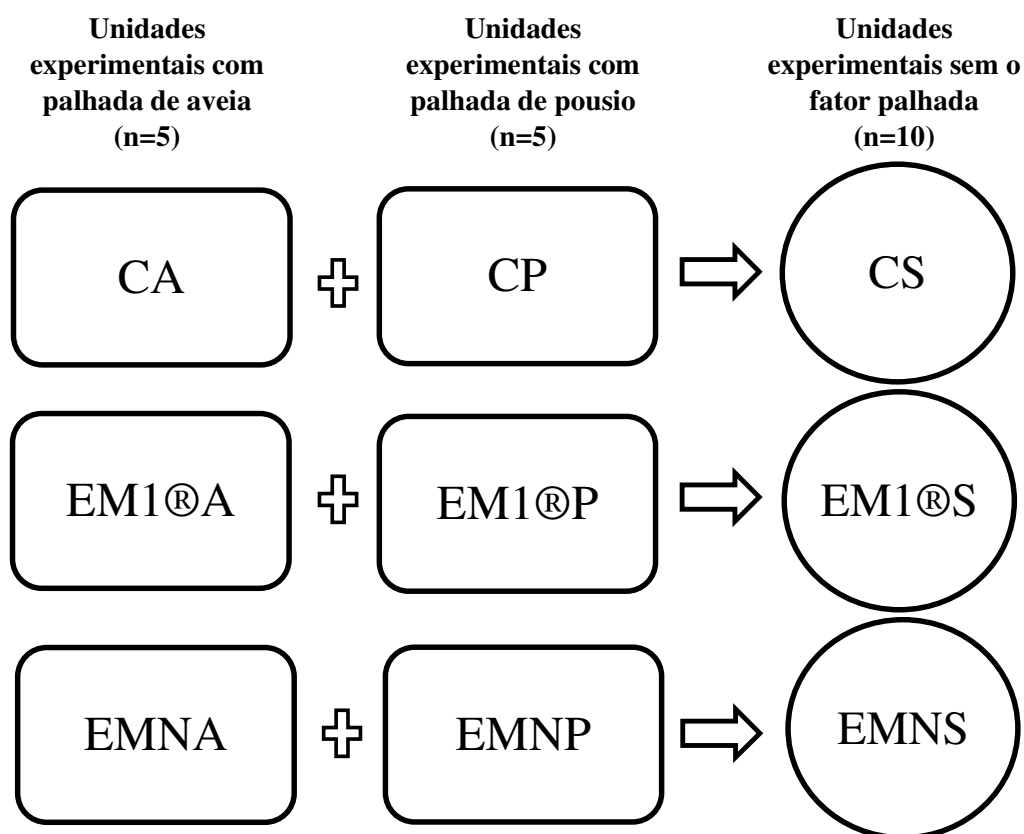 Unidades
experimentais com
palhada de aveia
(n=5)
Unidades
experimentais com
palhada de pousio
(n=5)
Unidades
experimentais sem o
fator palhada
(n=10)
CA
CP
CS
EM1®A
EM1®P
EM1®S
EMNA
EMNP
EMNS